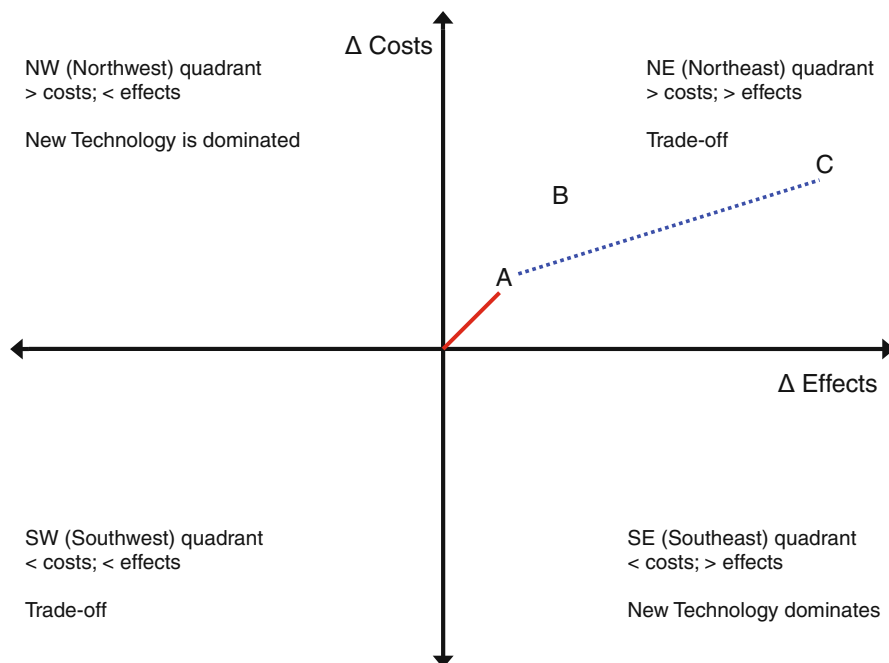 Δ Costs
NW (Northwest) quadrant
> costs; < effects
New Technology is dominated
NE (Northeast) quadrant
> costs; > effects
Trade-off
C
B
A
Δ Effects
SW (Southwest) quadrant
< costs; < effects
Trade-off
SE (Southeast) quadrant
< costs; > effects
New Technology dominates